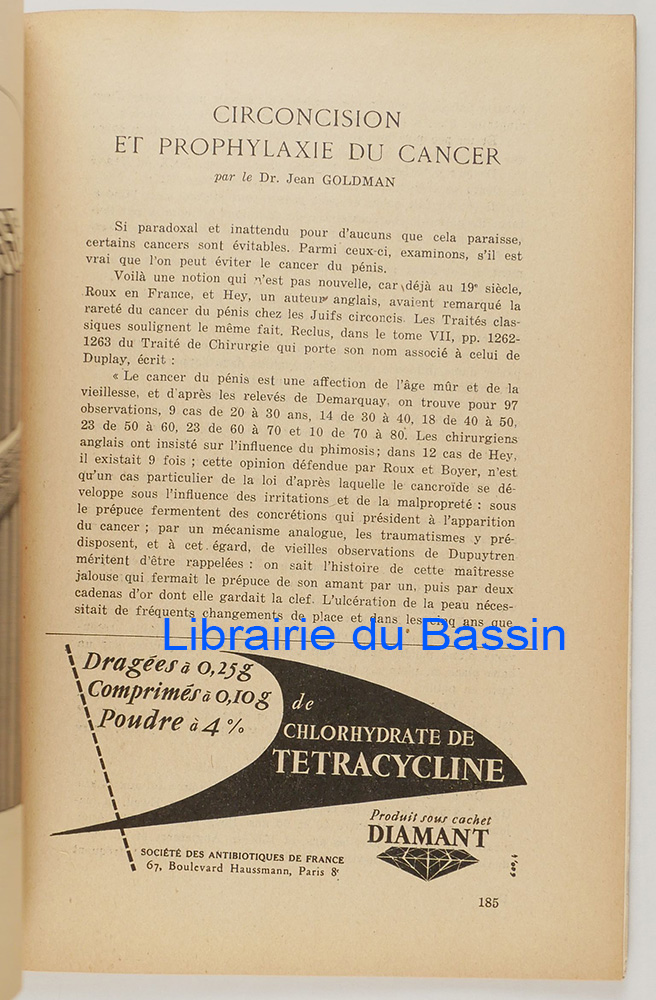 CIRCONCISION
ET PROPHYLAXIE DU CANCER
par le Dr. Jean GOLDMAN
Si paradoxal et inattendu pour d'aucuns que cela paraisse,
certains cancers sont évitables. Parmi ceux-ci, examinons, s'il est
vrai que l'on peut éviter le cancer du pénis.
Voilà une notion qui n'est pas nouvelle, car déjà au 19e siècle,
Roux en France, et Hey, un auteur anglais, avaient remarqué la
rareté du cancer du pénis chez les Juifs circoncis. Les Traités clas-
siques soulignent le même fait. Reclus, dans le tome VII, pp. 1262-
1263 du Traité de Chirurgie qui porte son nom associé à celui de
Duplay, écrit :
« Le cancer du pénis est une affection de l'âge mûr et de la
vieillesse, et d'après les relevés de Demarquay, on trouve pour 97
observations, 9 cas de 20 à 30 ans, 14 de 30 à 40, 18 de 40 à 50,
23 de 50 à 60, 23 de 60 à 70 et 10 de 70 à 80. Les chirurgiens
anglais ont insisté sur l'influence du phimosis ; dans 12 cas de Hey,
il existait 9 fois ; cette opinion défendue par Roux et Boyer, n'est
qu'un cas particulier de la loi d'après laquelle le cancroïde se dé-
veloppe sous l'influence des irritations et de la malpropreté : sous
le prépuce fermentent des concrétions qui président à l'apparition
du cancer ; par un mécanisme analogue, les traumatismes y pré-
disposent, et à cet égard, de vieilles observations de Dupuytren
méritent d'être rappelées : on sait l'histoire de cette maîtresse
jalouse qui fermait le prépuce de son amant par un, puis par deux
cadenas d'or dont elle gardait la clef. L'ulcération de la peau néces-
sitait de fréquents changements de place et dans les cinq ans que
Librairie du Bassin
Dragées à 0,25g
Comprimés à 0,10g
Poudre à 4 %
de
CHLORHYDRATE DE
TETRACYCLINE
Produit sous cachet
DIAMANT
SOCIÉTÉ DES ANTIBIOTIQUES DE FRANCE
67, Boulevard Haussmann, Paris 8e
185